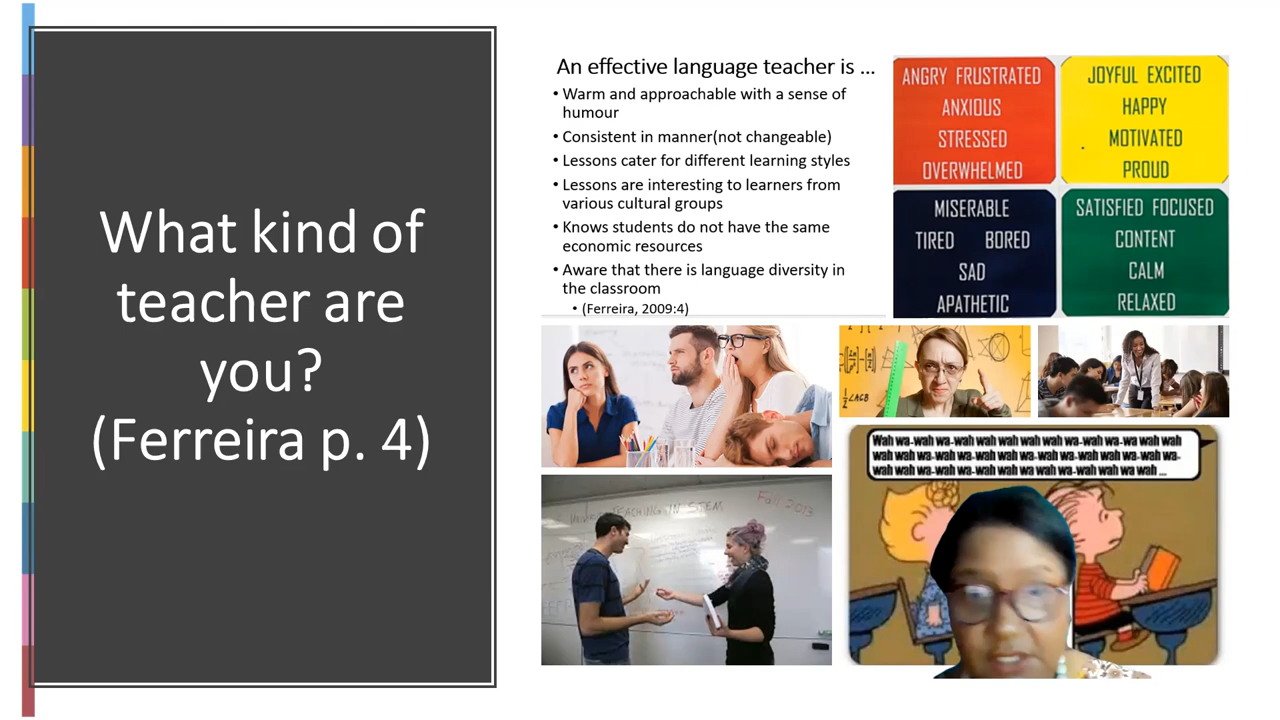 What kind of
teacher are
you?
(Ferreira p. 4)
An effective language teacher is ...
• Warm and approachable with a sense of
humour
• Consistent in manner(not changeable)
• Lessons cater for different learning styles
• Lessons are interesting to learners from
various cultural groups
• Knows students do not have the same
economic resources
• Aware that there is language diversity in
the classroom
• (Ferreira, 2009:4)
ANGRY FRUSTRATED
ANXIOUS
STRESSED
OVERWHELMED
JOYFUL EXCITED
HAPPY
MOTIVATED
PROUD
MISERABLE
TIRED BORED
SAD
APATHETIC
SATISFIED FOCUSED
CONTENT
CALM
RELAXED
TEACHING IN STEM
Fall 2013
Wah wa-wah wa-wah wah wah wah wah wa-wah wa-wa wah wah
wah wah wa-wah wa-wah wah wah wa-wah wa-wah wah wah wa-
wah wa-wah wa-wah wah wah wa wah wa-wah wah wa wah ...